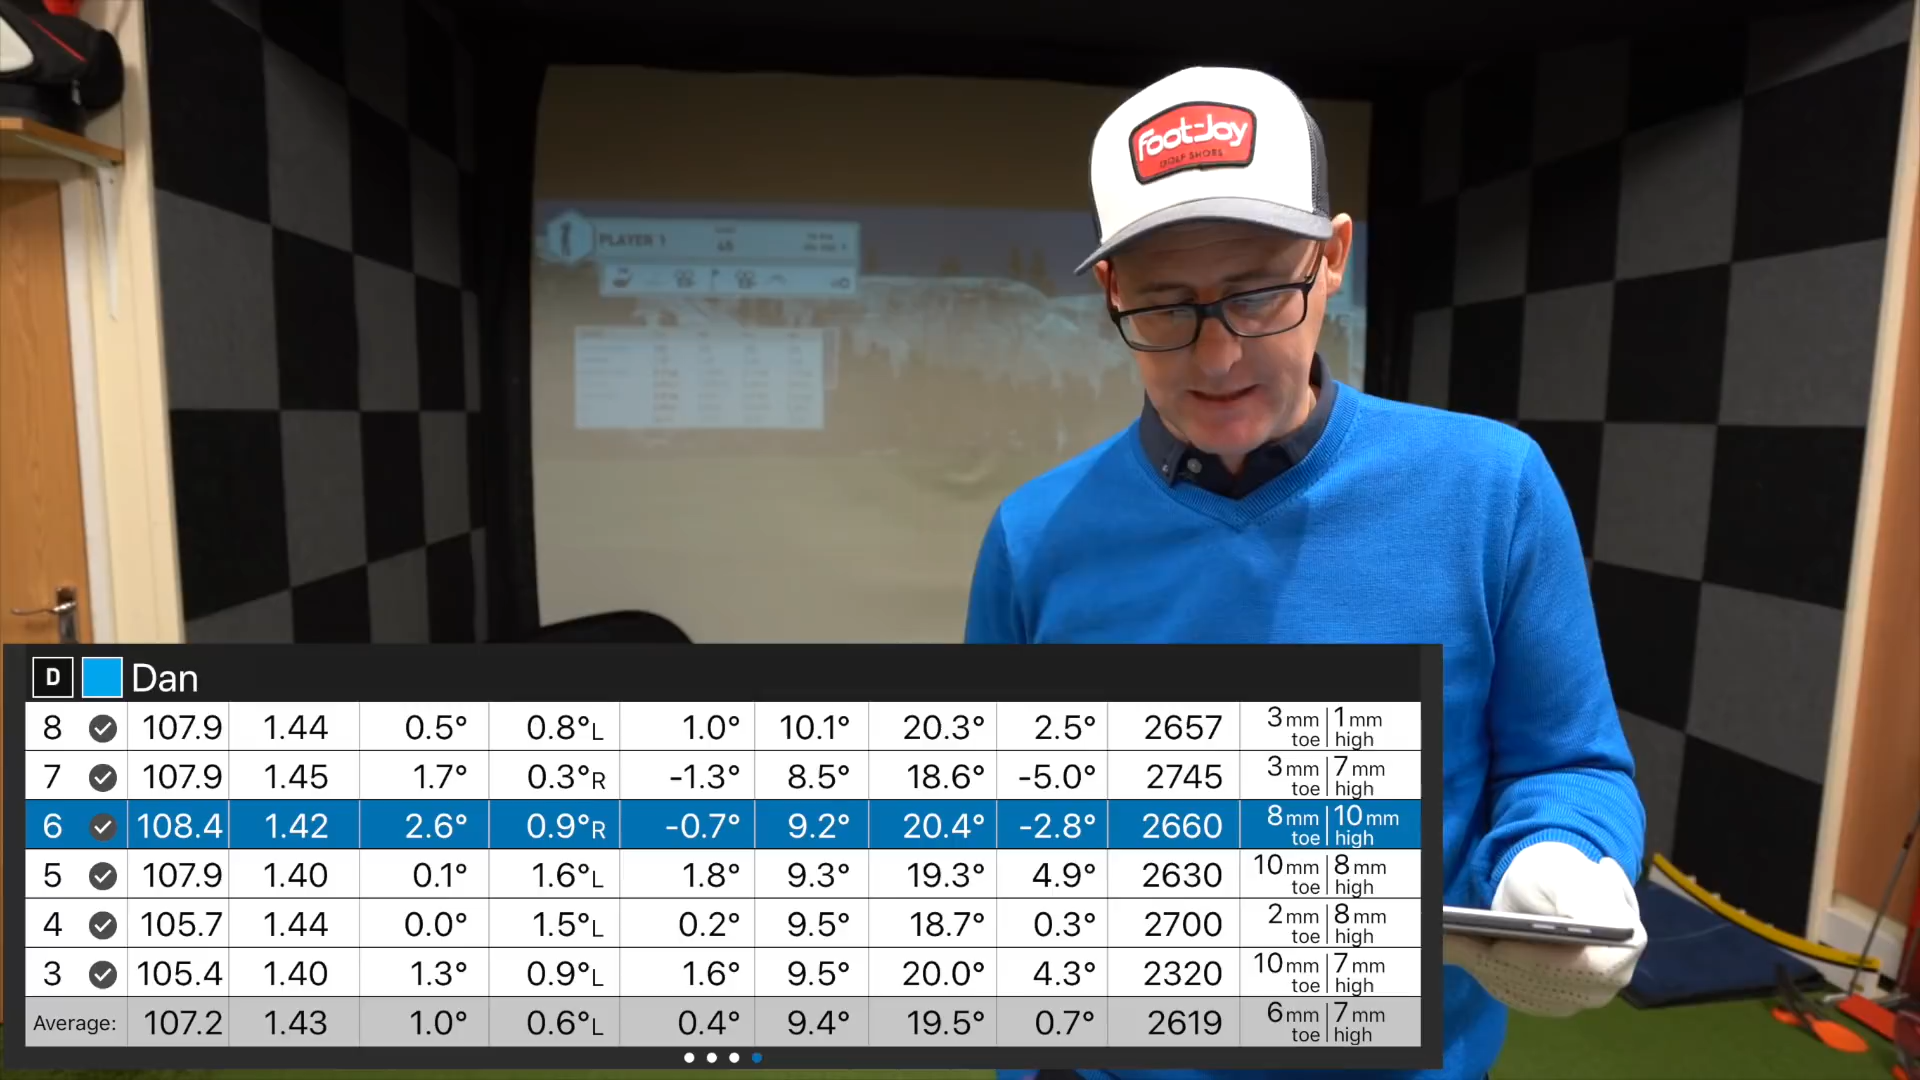 FootJoy
GOLF SHOES
PLAYER 1
D Dan
8 107.9 1.44 0.5° 0.8°L 1.0° 10.1° 20.3° 2.5° 2657 3mm toe | 1mm high
7 107.9 1.45 1.7° 0.3°R -1.3° 8.5° 18.6° -5.0° 2745 3mm toe | 7mm high
6 108.4 1.42 2.6° 0.9°R -0.7° 9.2° 20.4° -2.8° 2660 8mm toe | 10mm high
5 107.9 1.40 0.1° 1.6°L 1.8° 9.3° 19.3° 4.9° 2630 10mm toe | 8mm high
4 105.7 1.44 0.0° 1.5°L 0.2° 9.5° 18.7° 0.3° 2700 2mm toe | 8mm high
3 105.4 1.40 1.3° 0.9°L 1.6° 9.5° 20.0° 4.3° 2320 10mm toe | 7mm high
Average: 107.2 1.43 1.0° 0.6°L 0.4° 9.4° 19.5° 0.7° 2619 6mm toe | 7mm high